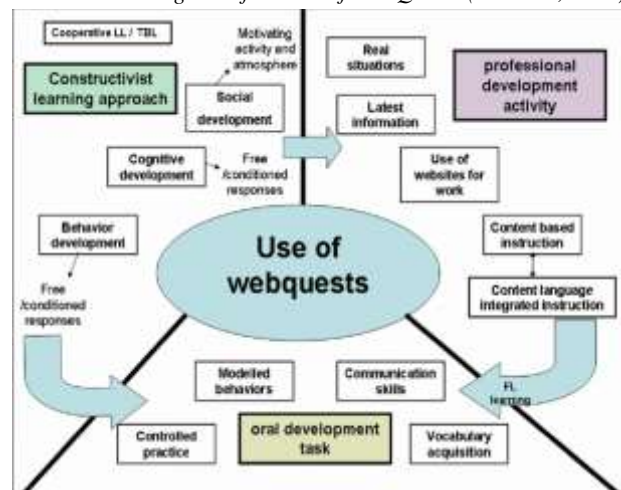 Cooperative LL / TBL
Constructivist
learning approach
Motivating
activity and
atmosphere
Social
development
Cognitive
development
Free
/conditioned
responses
Behavior
development
Free
/conditioned
responses
Real
situations
Latest
information
professional
development
activity
Use of
websites for
work
Content based
instruction
Content language
integrated instruction
Use of
webquests
Modelled
behaviors
Communication
skills
FL
learning
Controlled
practice
oral development
task
Vocabulary
acquisition